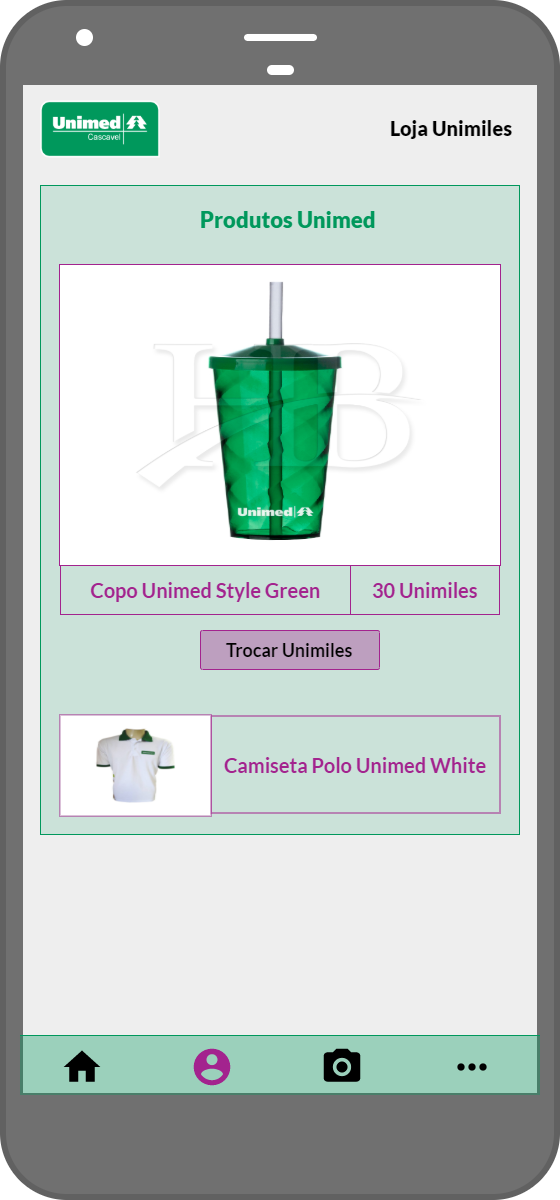 Unimed
Cascavel
Loja Unimiles
Produtos Unimed
HB
Unimed
Copo Unimed Style Green
30 Unimiles
Trocar Unimiles
Camiseta Polo Unimed White